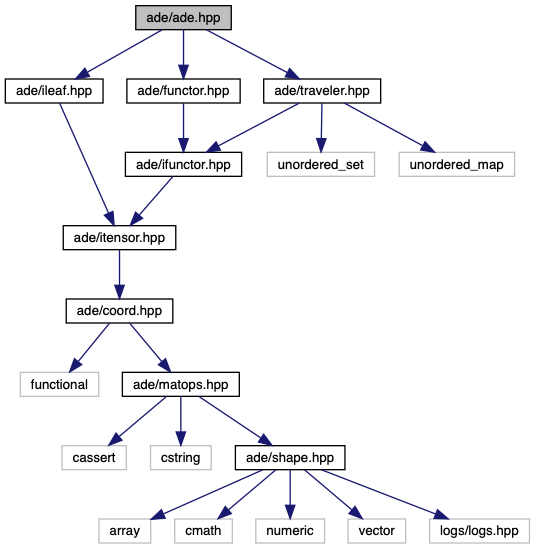 ade/ade.hpp
ade/ileaf.hpp
ade/functor.hpp
ade/traveler.hpp
ade/ifunctor.hpp
unordered_set
unordered_map
ade/itensor.hpp
ade/coord.hpp
functional
ade/matops.hpp
cassert
cstring
ade/shape.hpp
array
cmath
numeric
vector
logs/logs.hpp